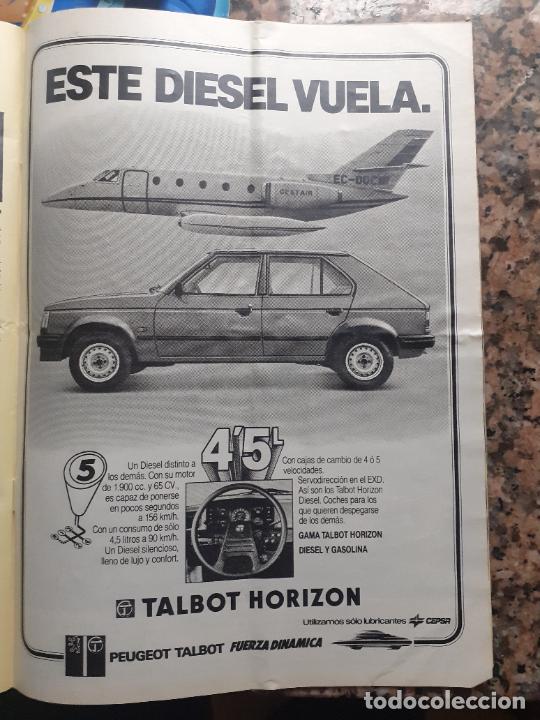 ESTE DIESEL VUELA.
GESTAIR
5
Un Diesel distinto a
los demás. Con su motor
de 1.900 cc. y 65 CV.,
es capaz de ponerse
en pocos segundos
a 156 km/h.
Con un consumo de sólo
4,5 litros a 90 km/h.
Un Diesel silencioso,
lleno de lujo y confort.
4'5L
Con cajas de cambio de 4 ó 5
velocidades.
Servodirección en el EXD.
Así son los Talbot Horizon
Diesel. Coches para los
que quieren despegarse
de los demás.
GAMA TALBOT HORIZON
DIESEL Y GASOLINA
TALBOT HORIZON
Utilizamos sólo lubricantes CEPSA
PEUGEOT TALBOT FUERZA DINAMICA
todocoleccion.net